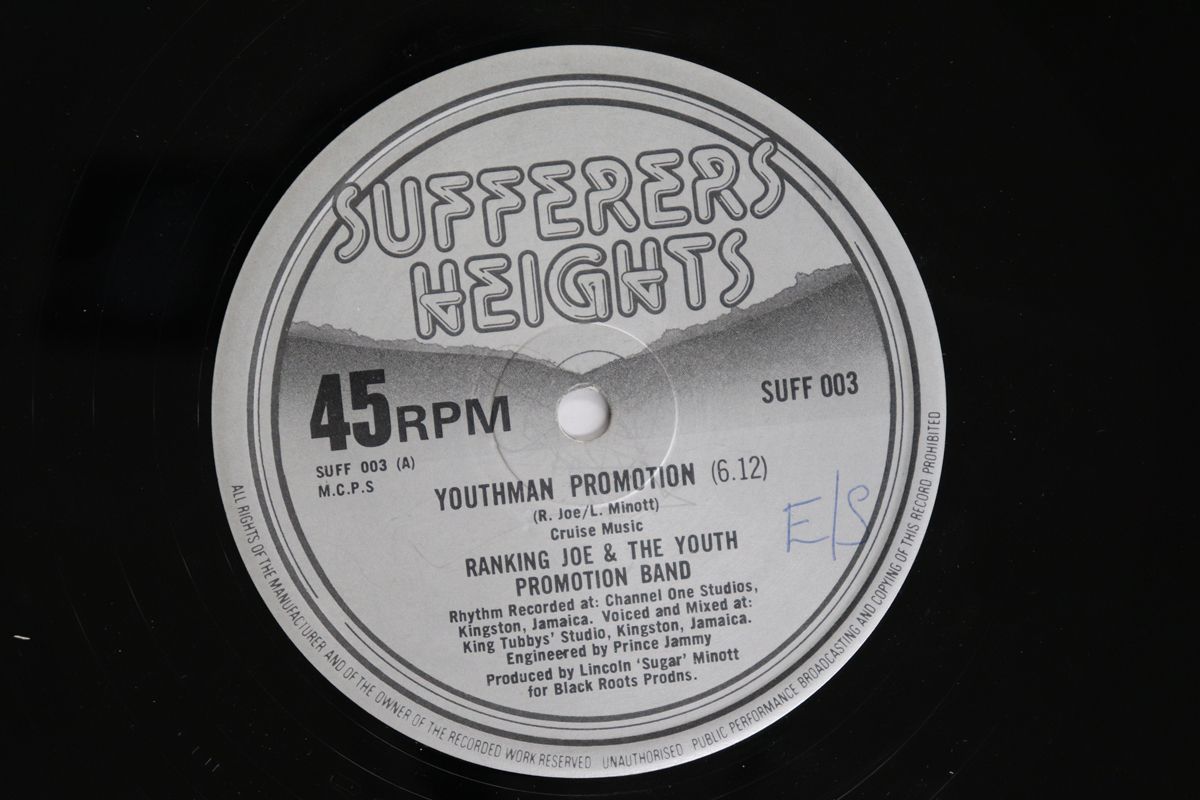 SUFFERERS
HEIGHTS
45 RPM
SUFF 003
SUFF 003 (A)
M.C.P.S
YOUTHMAN PROMOTION (6.12)
(R. Joe/L. Minott)
Cruise Music
E/S
RANKING JOE & THE YOUTH
PROMOTION BAND
Rhythm Recorded at: Channel One Studios,
Kingston, Jamaica. Voiced and Mixed at:
King Tubbys' Studio, Kingston, Jamaica.
Engineered by Prince Jammy
Produced by Lincoln 'Sugar' Minott
for Black Roots Prodns.
ALL RIGHTS OF THE MANUFACTURER AND OF THE OWNER OF THE RECORDED WORK RESERVED. UNAUTHORISED PUBLIC PERFORMANCE BROADCASTING AND COPYING OF THIS RECORD PROHIBITED